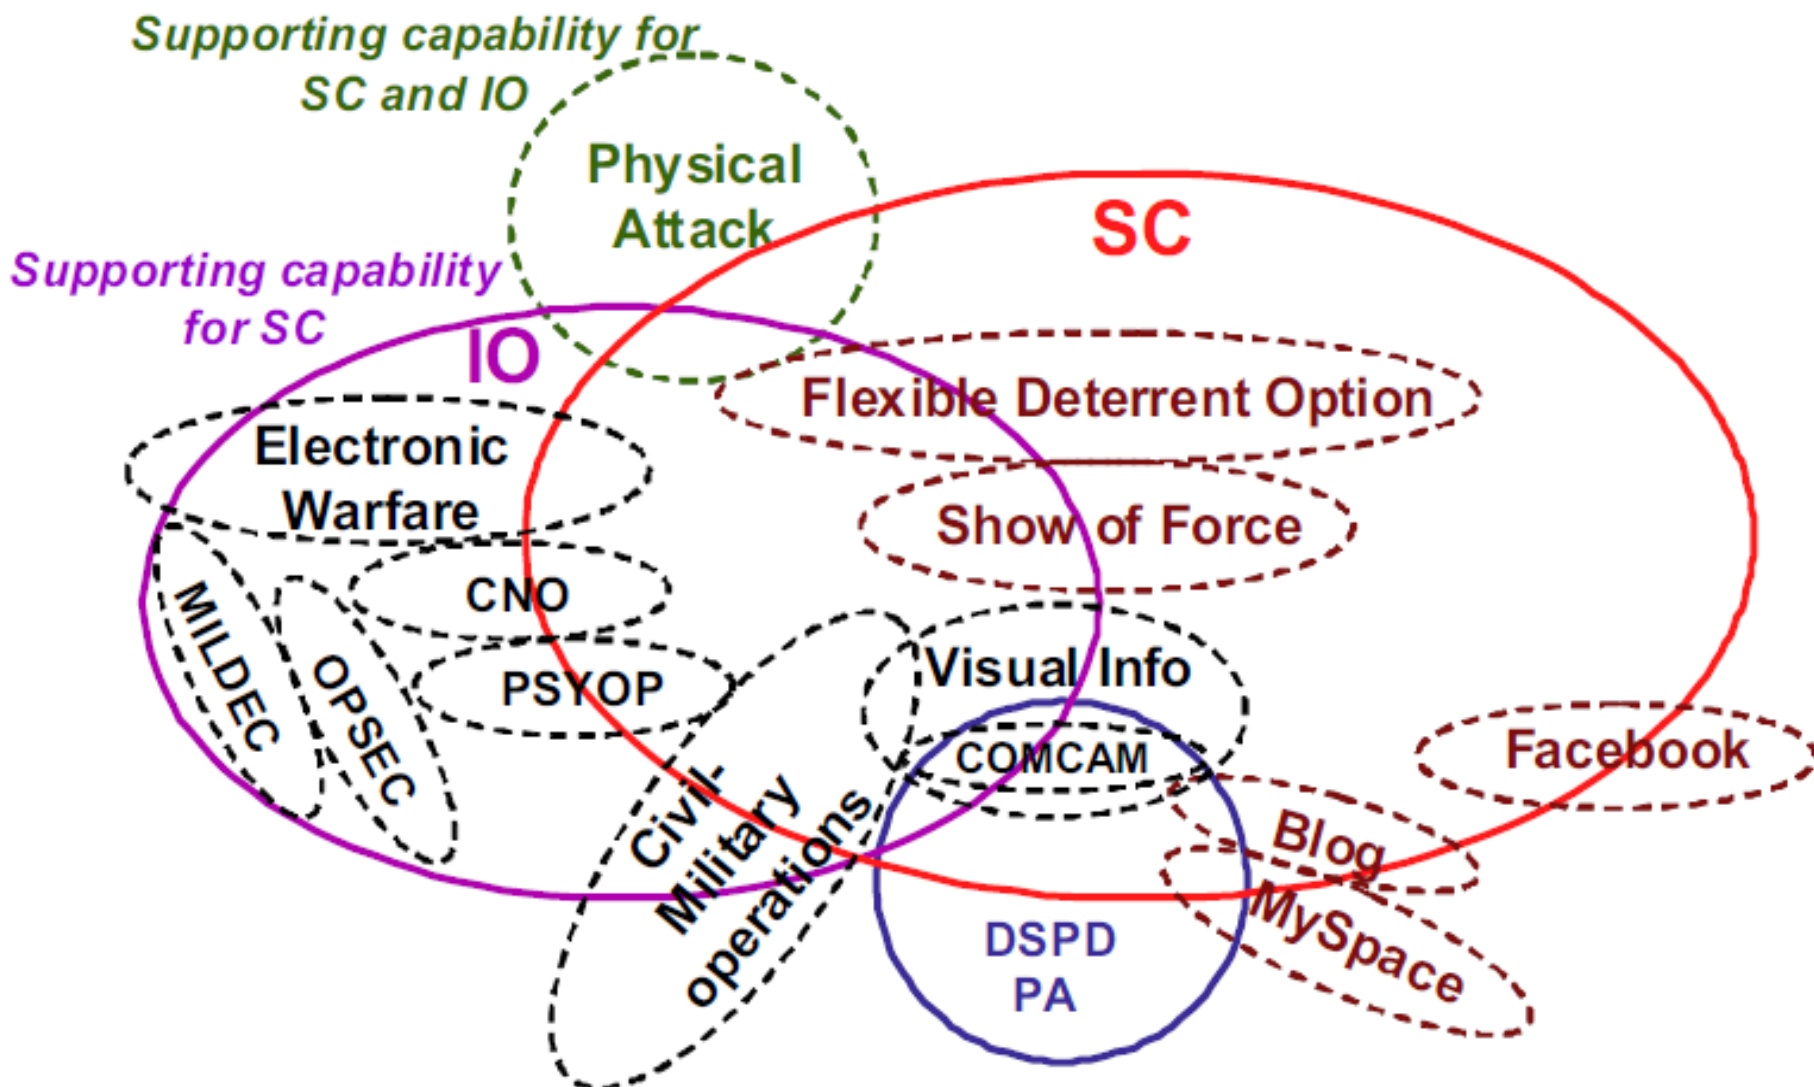 Supporting capability for
SC and IO
Physical
Attack
SC
Supporting capability
for SC
IO
Flexible Deterrent Option
Electronic
Warfare
Show of Force
CNO
MILDEC
OPSEC
PSYOP
Visual Info
COMCAM
Facebook
Civil-
Military
operations
Blog
MySpace
DSPD
PA